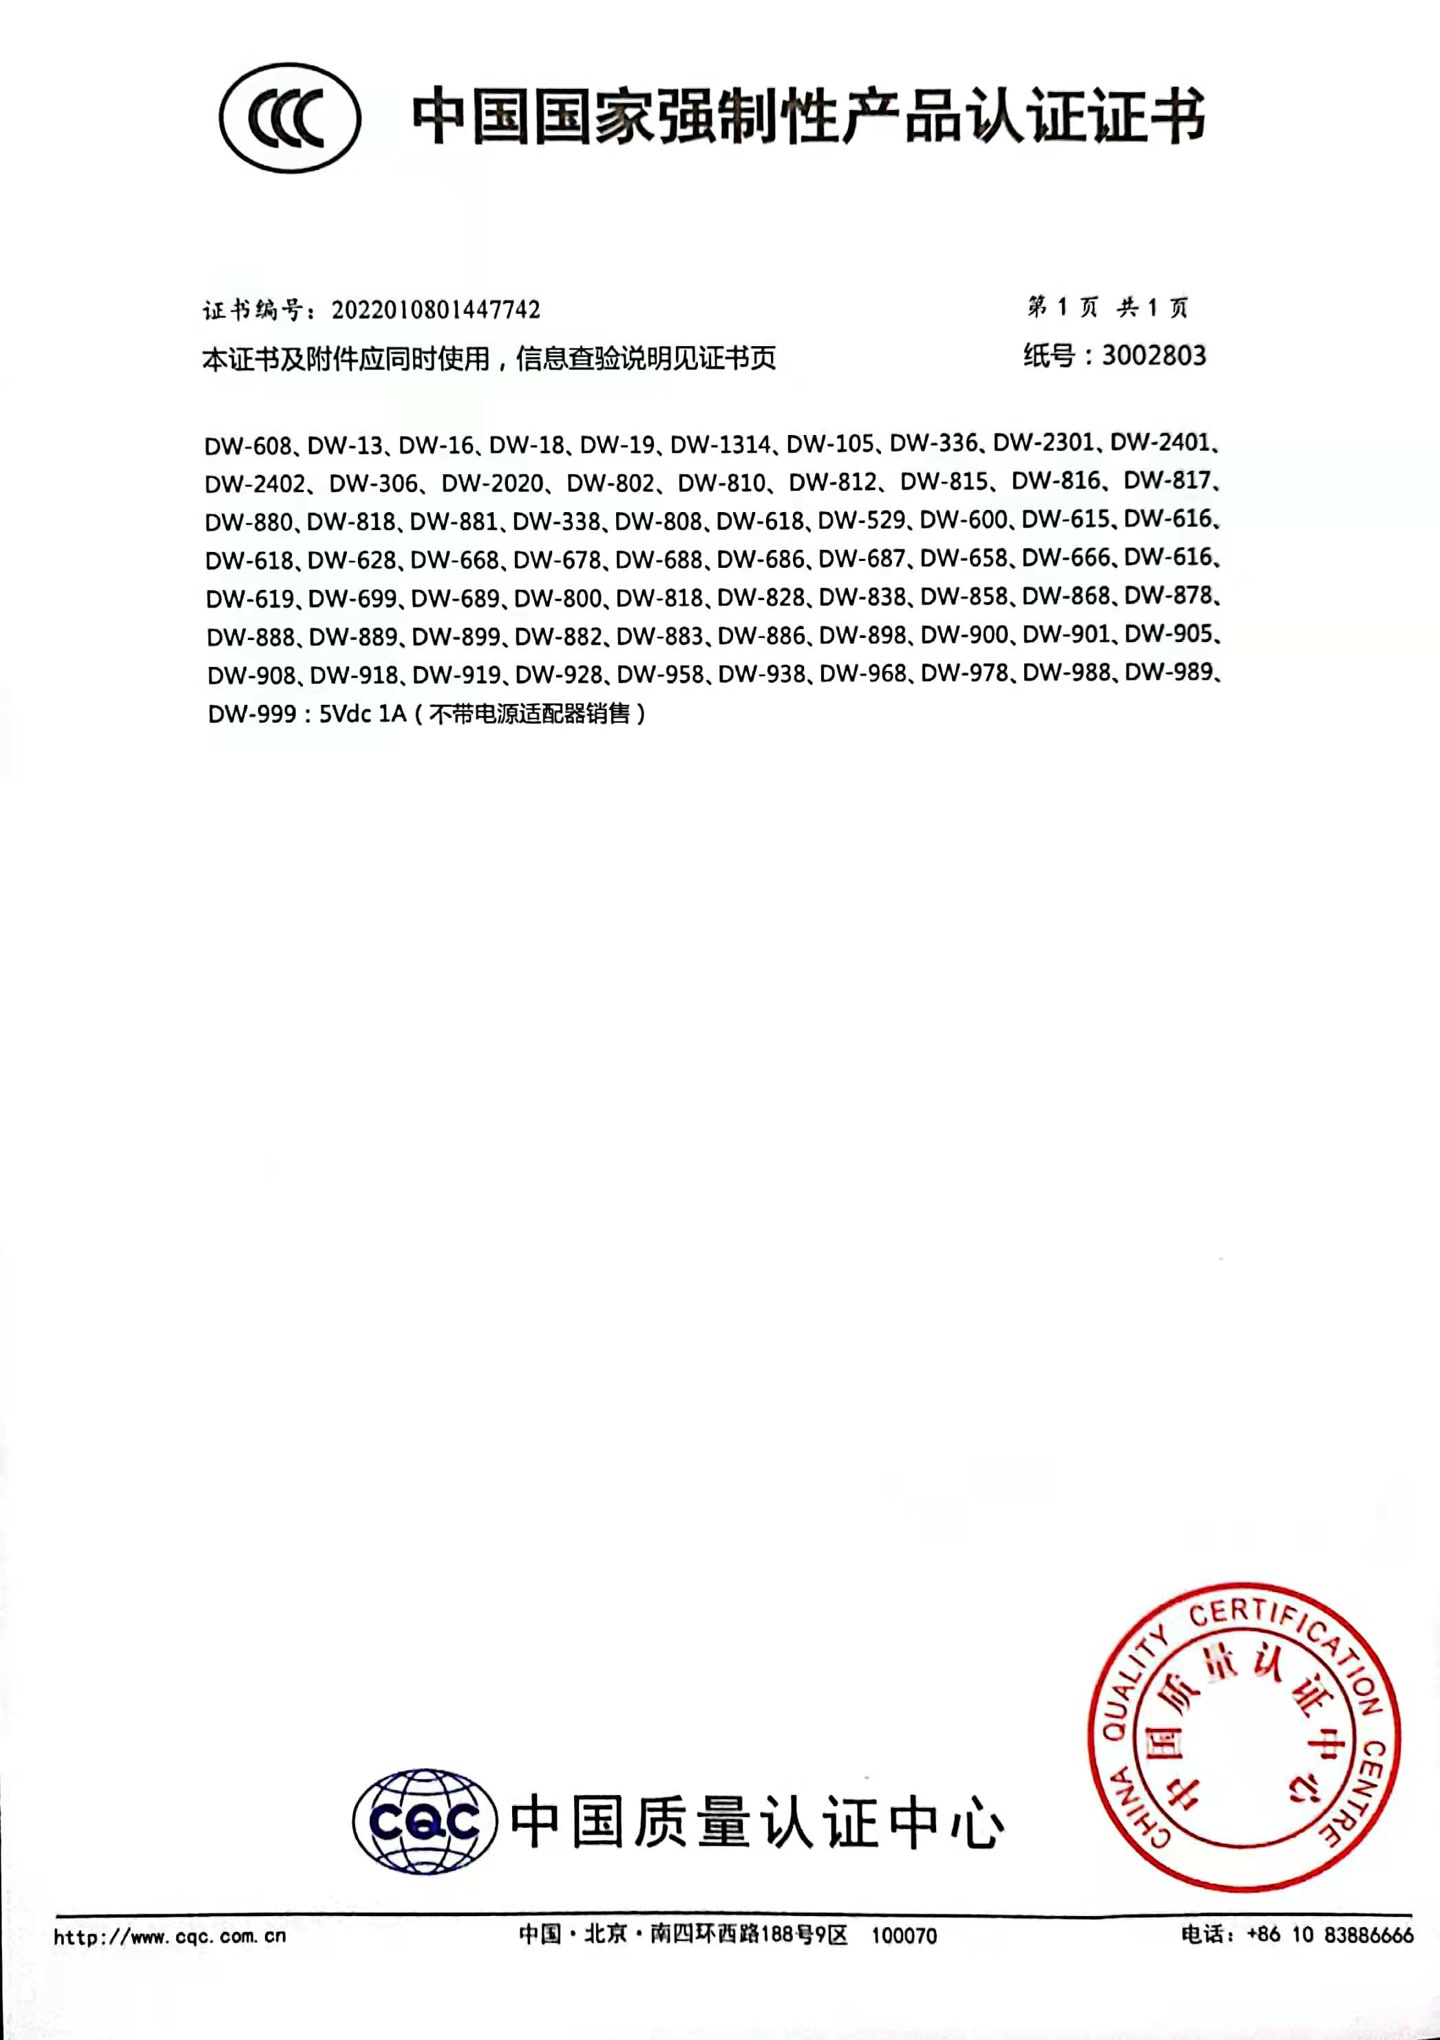 CCC 中国国家强制性产品认证证书
证书编号：2022010801447742 第 1 页 共 1 页
本证书及附件应同时使用，信息查验说明见证书页 纸号：3002803
DW-608、DW-13、DW-16、DW-18、DW-19、DW-1314、DW-105、DW-336、DW-2301、DW-2401、
DW-2402、DW-306、DW-2020、DW-802、DW-810、DW-812、DW-815、DW-816、DW-817、
DW-880、DW-818、DW-881、DW-338、DW-808、DW-618、DW-529、DW-600、DW-615、DW-616、
DW-618、DW-628、DW-668、DW-678、DW-688、DW-686、DW-687、DW-658、DW-666、DW-616、
DW-619、DW-699、DW-689、DW-800、DW-818、DW-828、DW-838、DW-858、DW-868、DW-878、
DW-888、DW-889、DW-899、DW-882、DW-883、DW-886、DW-898、DW-900、DW-901、DW-905、
DW-908、DW-918、DW-919、DW-928、DW-958、DW-938、DW-968、DW-978、DW-988、DW-989、
DW-999：5Vdc 1A（不带电源适配器销售）
CHINA QUALITY CERTIFICATION CENTRE
中国质量认证中心
CQC 中国质量认证中心
http://www.cqc.com.cn 中国·北京·南四环西路188号9区 100070 电话：+86 10 83886666